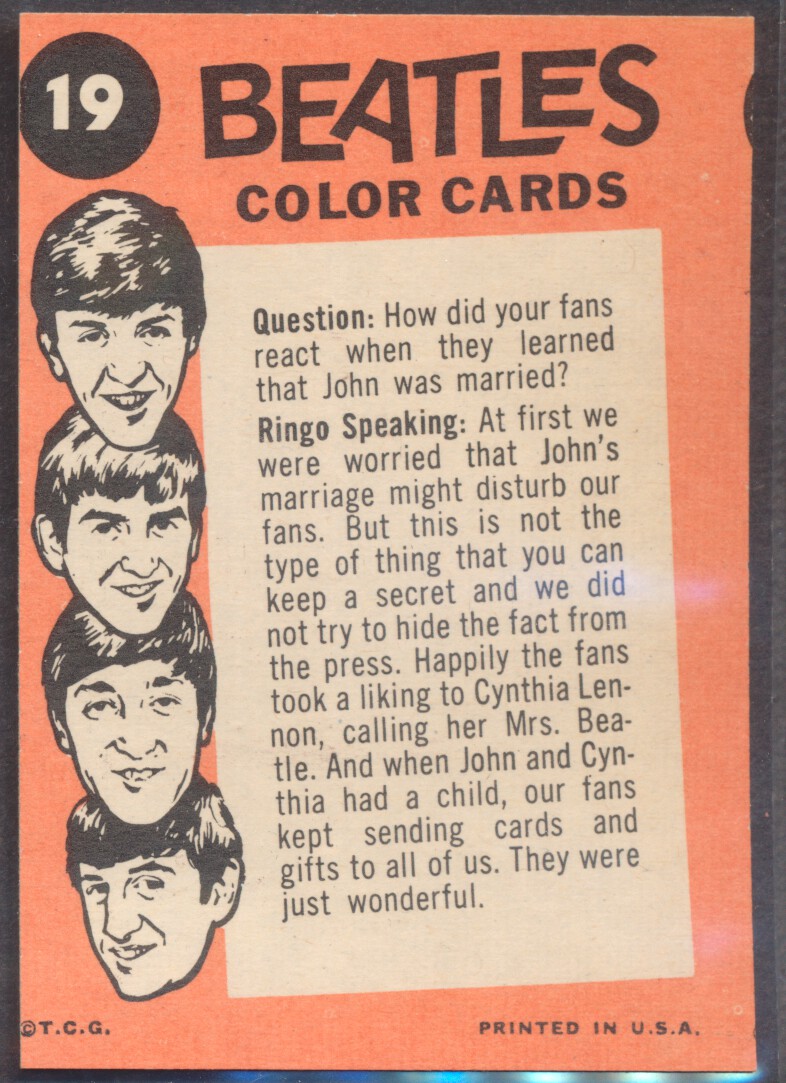 19
BEATLES
COLOR CARDS
Question: How did your fans
react when they learned
that John was married?
Ringo Speaking: At first we
were worried that John's
marriage might disturb our
fans. But this is not the
type of thing that you can
keep a secret and we did
not try to hide the fact from
the press. Happily the fans
took a liking to Cynthia Len-
non, calling her Mrs. Bea-
tle. And when John and Cyn-
thia had a child, our fans
kept sending cards and
gifts to all of us. They were
just wonderful.
©T.C.G.
PRINTED IN U.S.A.